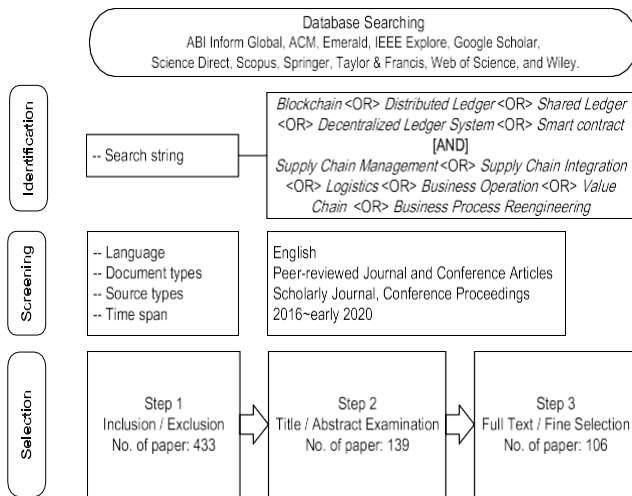 Database Searching
ABI Inform Global, ACM, Emerald, IEEE Explore, Google Scholar,
Science Direct, Scopus, Springer, Taylor & Francis, Web of Science, and Wiley.
Identification
-- Search string
Blockchain <OR> Distributed Ledger <OR> Shared Ledger
<OR> Decentralized Ledger System <OR> Smart contract
[AND]
Supply Chain Management <OR> Supply Chain Integration
<OR> Logistics <OR> Business Operation <OR> Value
Chain <OR> Business Process Reengineering
Screening
-- Language
-- Document types
-- Source types
-- Time span
English
Peer-reviewed Journal and Conference Articles
Scholarly Journal, Conference Proceedings
2016~early 2020
Selection
Step 1
Inclusion / Exclusion
No. of paper: 433
Step 2
Title / Abstract Examination
No. of paper: 139
Step 3
Full Text / Fine Selection
No. of paper: 106